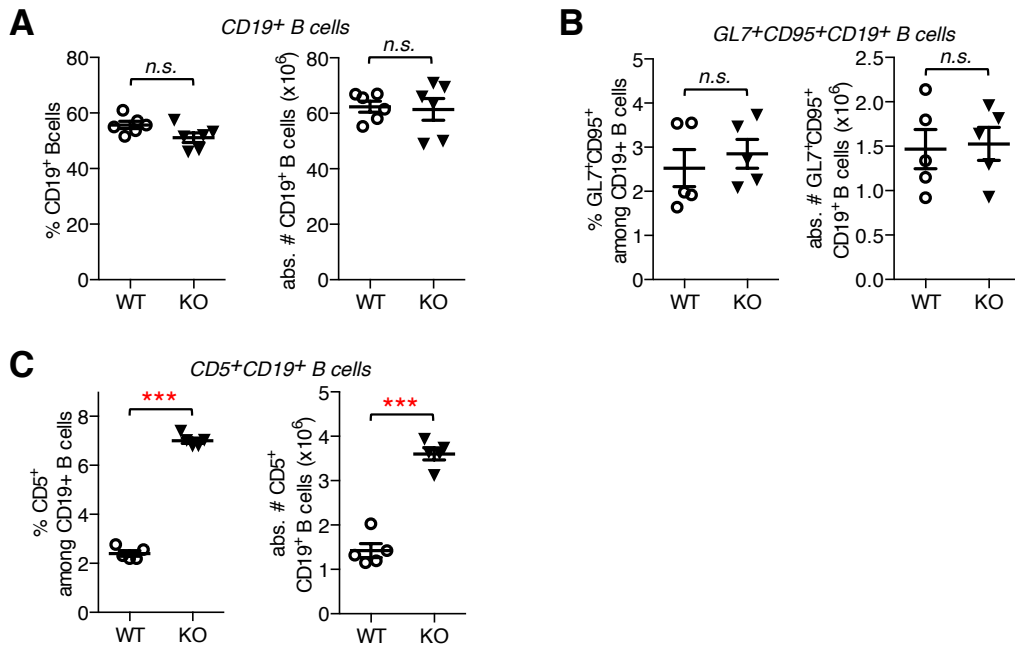 A
CD19+ B cells
% CD19+ Bcells
80
60
40
20
0
n.s.
WT
KO
abs. # CD19+ B cells (x10⁶)
80
60
40
20
0
n.s.
WT
KO
B
GL7+CD95+CD19+ B cells
% GL7+CD95+
among CD19+ B cells
5
4
3
2
1
0
n.s.
WT
KO
abs. # GL7+CD95+
CD19+ B cells (x10⁶)
2.5
2.0
1.5
1.0
0.5
0.0
n.s.
WT
KO
C
CD5+CD19+ B cells
% CD5+
among CD19+ B cells
8
6
4
2
0
***
WT
KO
abs. # CD5+
CD19+ B cells (x10⁶)
5
4
3
2
1
0
***
WT
KO